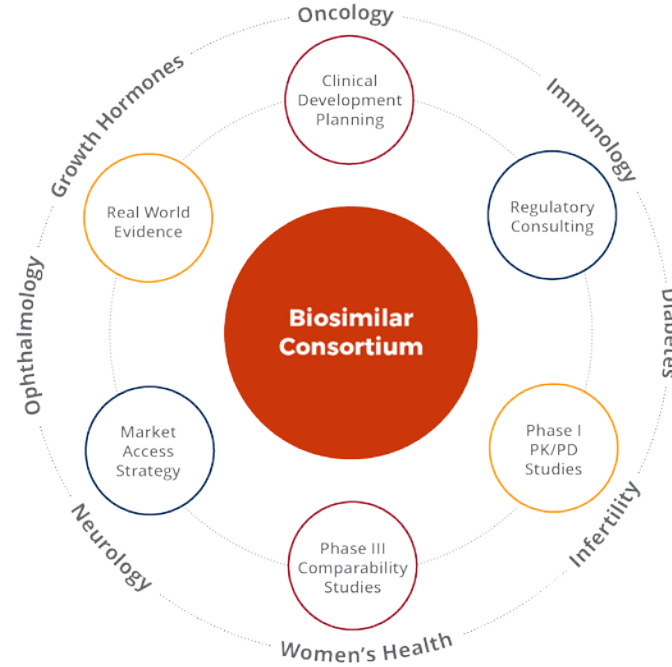 Oncology
Immunology
Diabetes
Infertility
Women's Health
Neurology
Ophthalmology
Growth Hormones
Clinical
Development
Planning
Regulatory
Consulting
Phase I
PK/PD
Studies
Phase III
Comparability
Studies
Market
Access
Strategy
Real World
Evidence
Biosimilar
Consortium